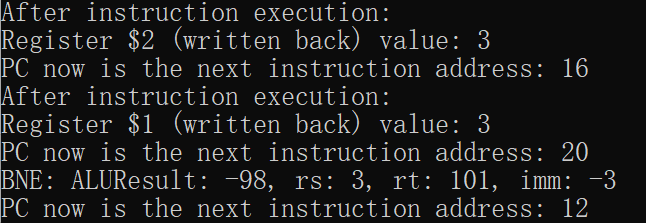 After instruction execution:
Register $2 (written back) value: 3
PC now is the next instruction address: 16
After instruction execution:
Register $1 (written back) value: 3
PC now is the next instruction address: 20
BNE: ALUResult: -98, rs: 3, rt: 101, imm: -3
PC now is the next instruction address: 12